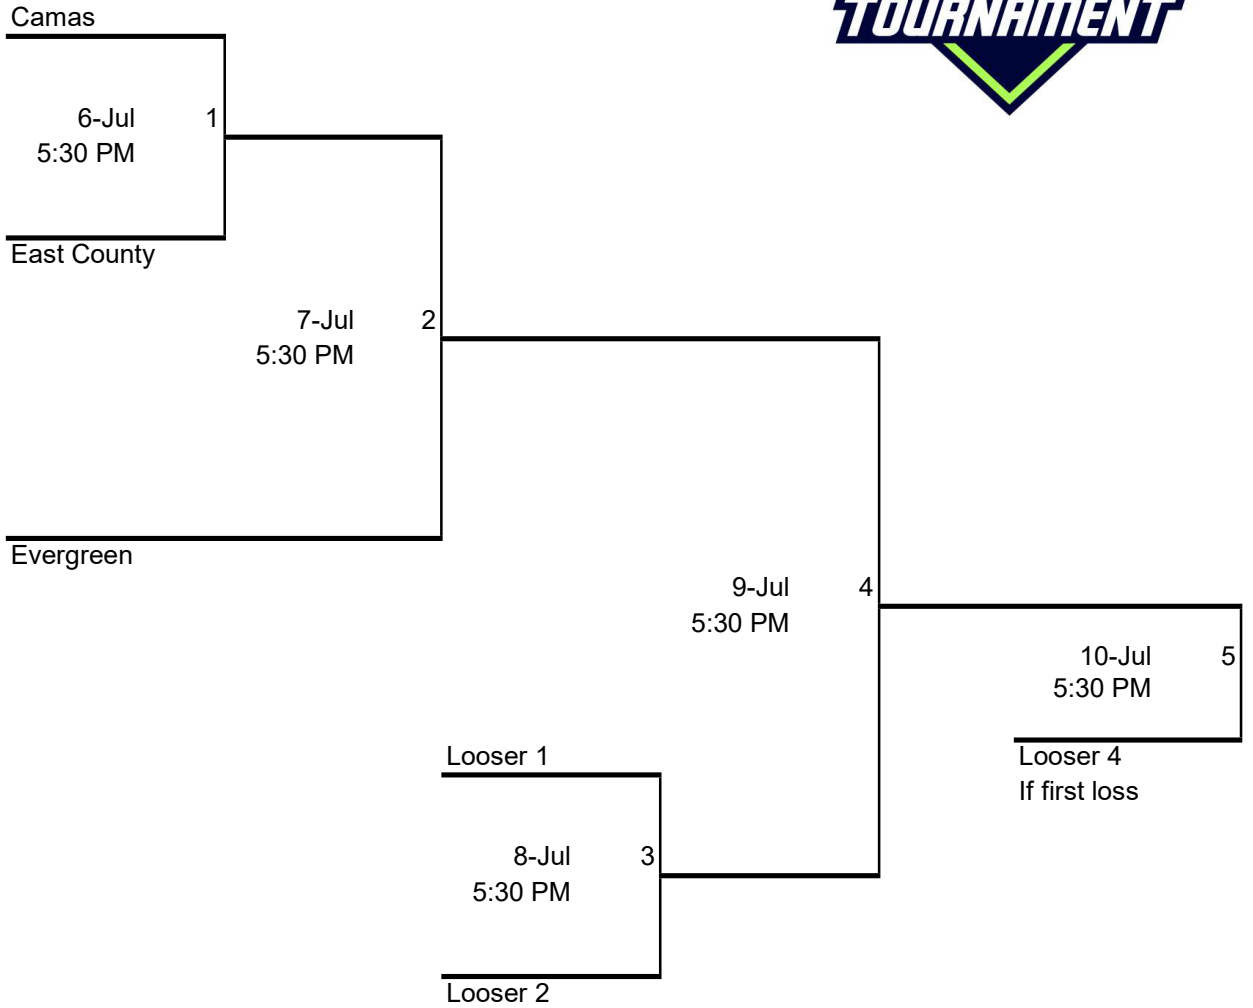 Camas
TOURNAMENT
6-Jul 1
5:30 PM
East County
7-Jul 2
5:30 PM
Evergreen
9-Jul 4
5:30 PM
10-Jul 5
5:30 PM
Looser 1
Looser 4
If first loss
8-Jul 3
5:30 PM
Looser 2